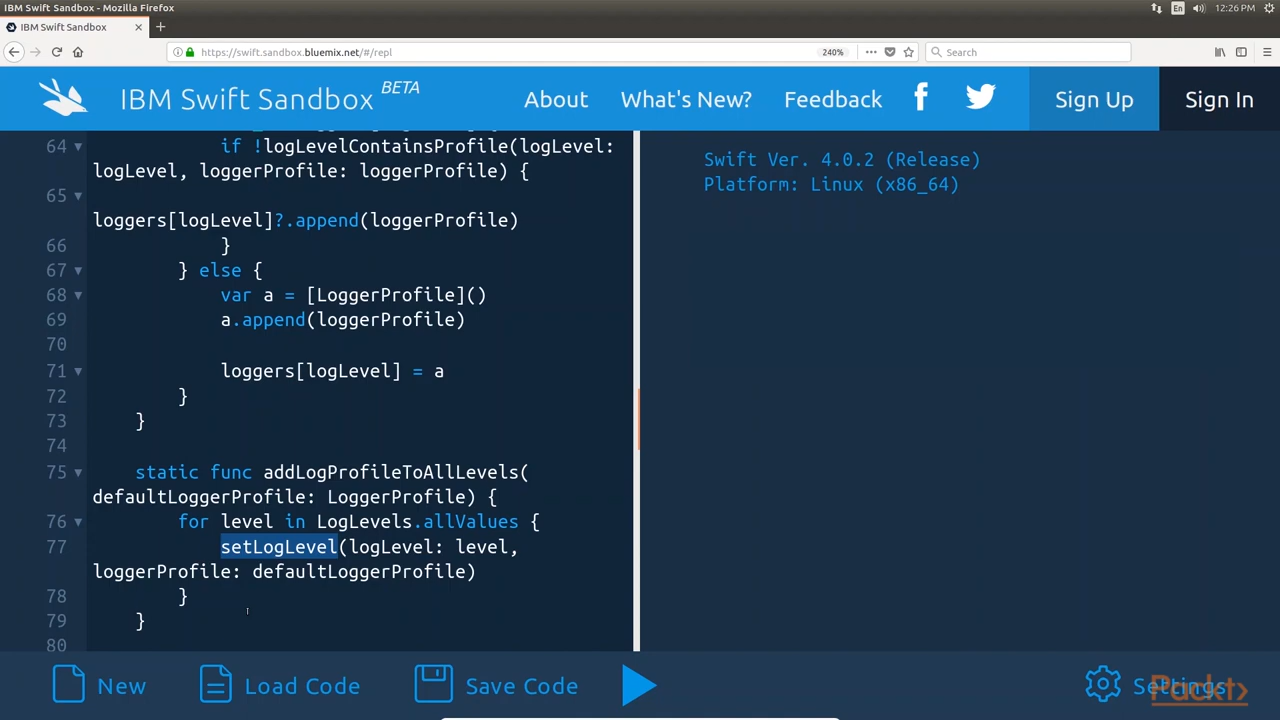 IBM Swift Sandbox - Mozilla Firefox
En
12:26 PM
IBM Swift Sandbox
https://swift.sandbox.bluemix.net/#/repl
240%
Search
IBM Swift Sandbox BETA
About
What's New?
Feedback
Sign Up
Sign In
64 if !logLevelContainsProfile(logLevel:
logLevel, loggerProfile: loggerProfile) {
65
loggers[logLevel]?.append(loggerProfile)
66 }
67 } else {
68 var a = [LoggerProfile]()
69 a.append(loggerProfile)
70
71 loggers[logLevel] = a
72 }
73 }
74
75 static func addLogProfileToAllLevels(
defaultLoggerProfile: LoggerProfile) {
76 for level in LogLevels.allValues {
77 setLogLevel(logLevel: level,
loggerProfile: defaultLoggerProfile)
78 }
79 }
80
Swift Ver. 4.0.2 (Release)
Platform: Linux (x86_64)
New
Load Code
Save Code
Settings
Packt>